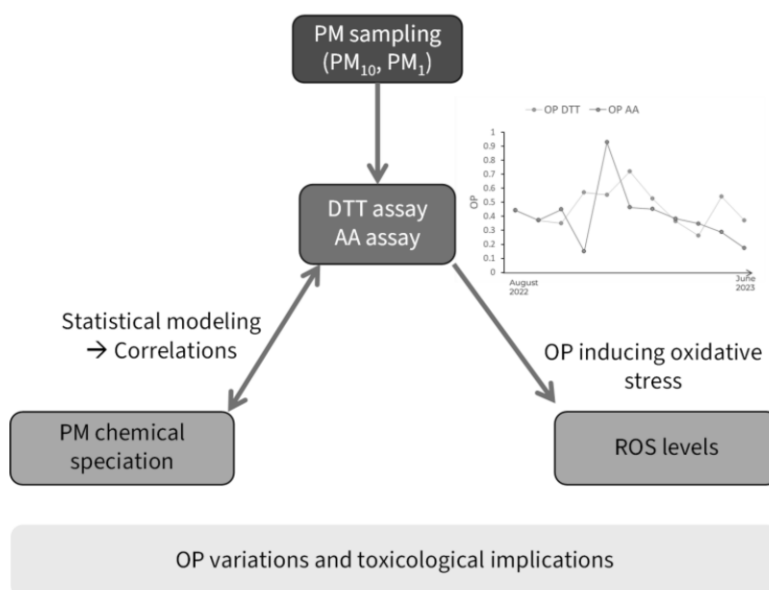 PM sampling
(PM₁₀, PM₁)
OP DTT OP AA
1
0.9
0.8
0.7
0.6
0.5
0.4
0.3
0.2
0.1
0
OP
August
2022
June
2023
DTT assay
AA assay
Statistical modeling
→ Correlations
OP inducing oxidative
stress
PM chemical
speciation
ROS levels
OP variations and toxicological implications